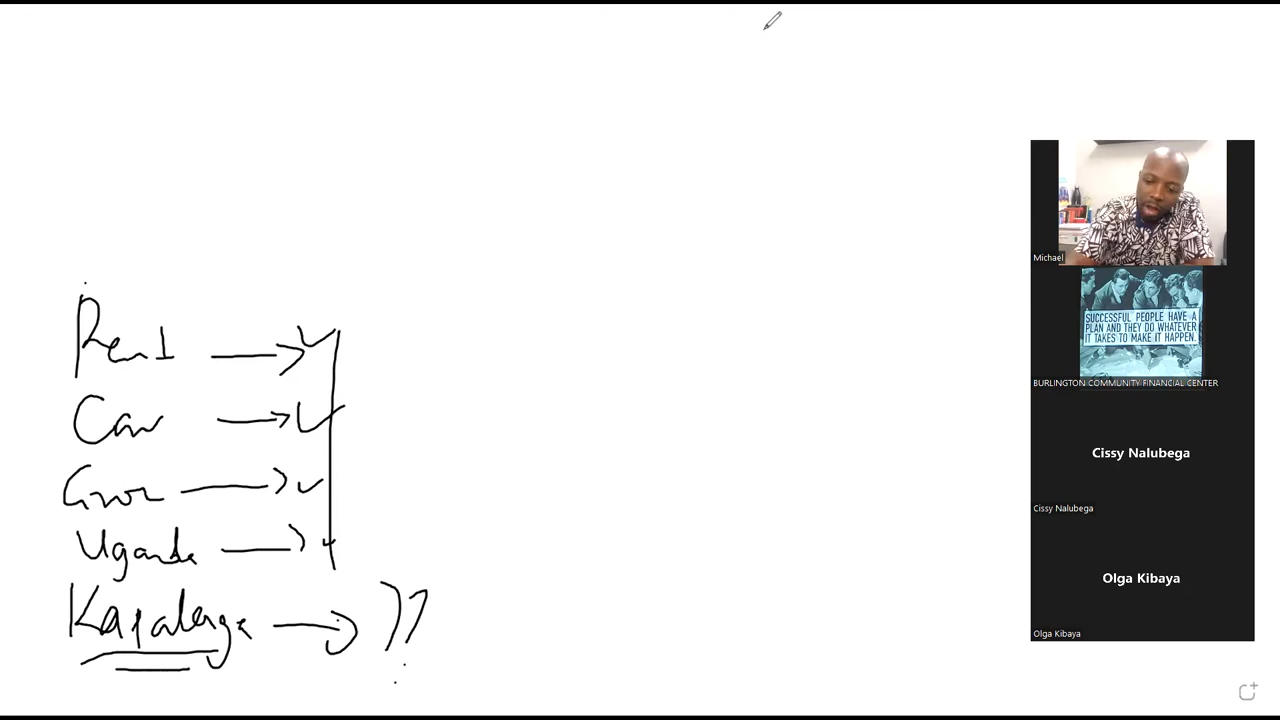 Rent
Car
Groc
Uganda
Kasalanga ??
Michael
SUCCESSFUL PEOPLE HAVE A
PLAN AND THEY DO WHATEVER
IT TAKES TO MAKE IT HAPPEN.
BURLINGTON COMMUNITY FINANCIAL CENTER
Cissy Nalubega
Cissy Nalubega
Olga Kibaya
Olga Kibaya